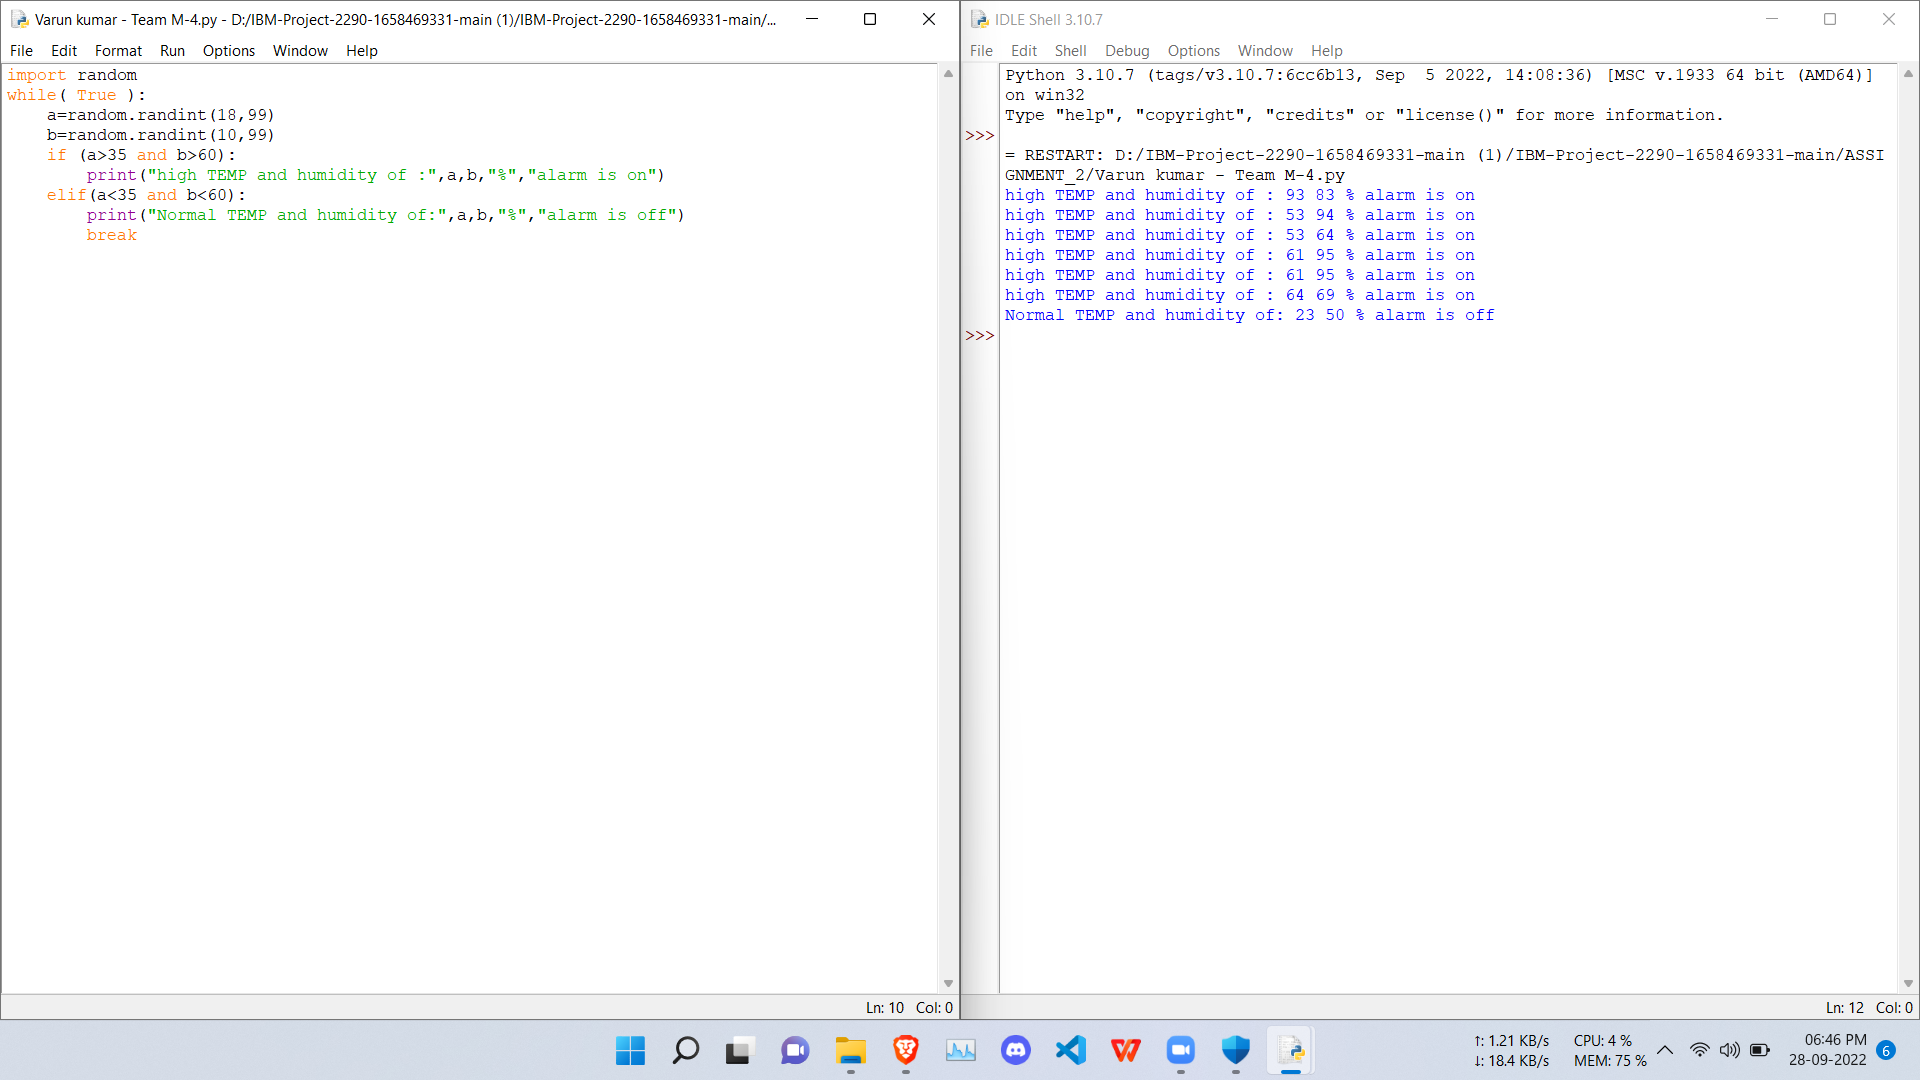 Varun kumar - Team M-4.py - D:/IBM-Project-2290-1658469331-main (1)/IBM-Project-2290-1658469331-main/...
File Edit Format Run Options Window Help
import random
while( True ):
    a=random.randint(18,99)
    b=random.randint(10,99)
    if (a>35 and b>60):
        print("high TEMP and humidity of :",a,b,"%","alarm is on")
    elif(a<35 and b<60):
        print("Normal TEMP and humidity of:",a,b,"%","alarm is off")
        break
Ln: 10 Col: 0
IDLE Shell 3.10.7
File Edit Shell Debug Options Window Help
Python 3.10.7 (tags/v3.10.7:6cc6b13, Sep  5 2022, 14:08:36) [MSC v.1933 64 bit (AMD64)]
on win32
Type "help", "copyright", "credits" or "license()" for more information.
>>>
= RESTART: D:/IBM-Project-2290-1658469331-main (1)/IBM-Project-2290-1658469331-main/ASSI
GNMENT_2/Varun kumar - Team M-4.py
high TEMP and humidity of : 93 83 % alarm is on
high TEMP and humidity of : 53 94 % alarm is on
high TEMP and humidity of : 53 64 % alarm is on
high TEMP and humidity of : 61 95 % alarm is on
high TEMP and humidity of : 61 95 % alarm is on
high TEMP and humidity of : 64 69 % alarm is on
Normal TEMP and humidity of: 23 50 % alarm is off
>>>
Ln: 12 Col: 0
↑: 1.21 KB/s CPU: 4 % 06:46 PM
↓: 18.4 KB/s MEM: 75 % 28-09-2022 6